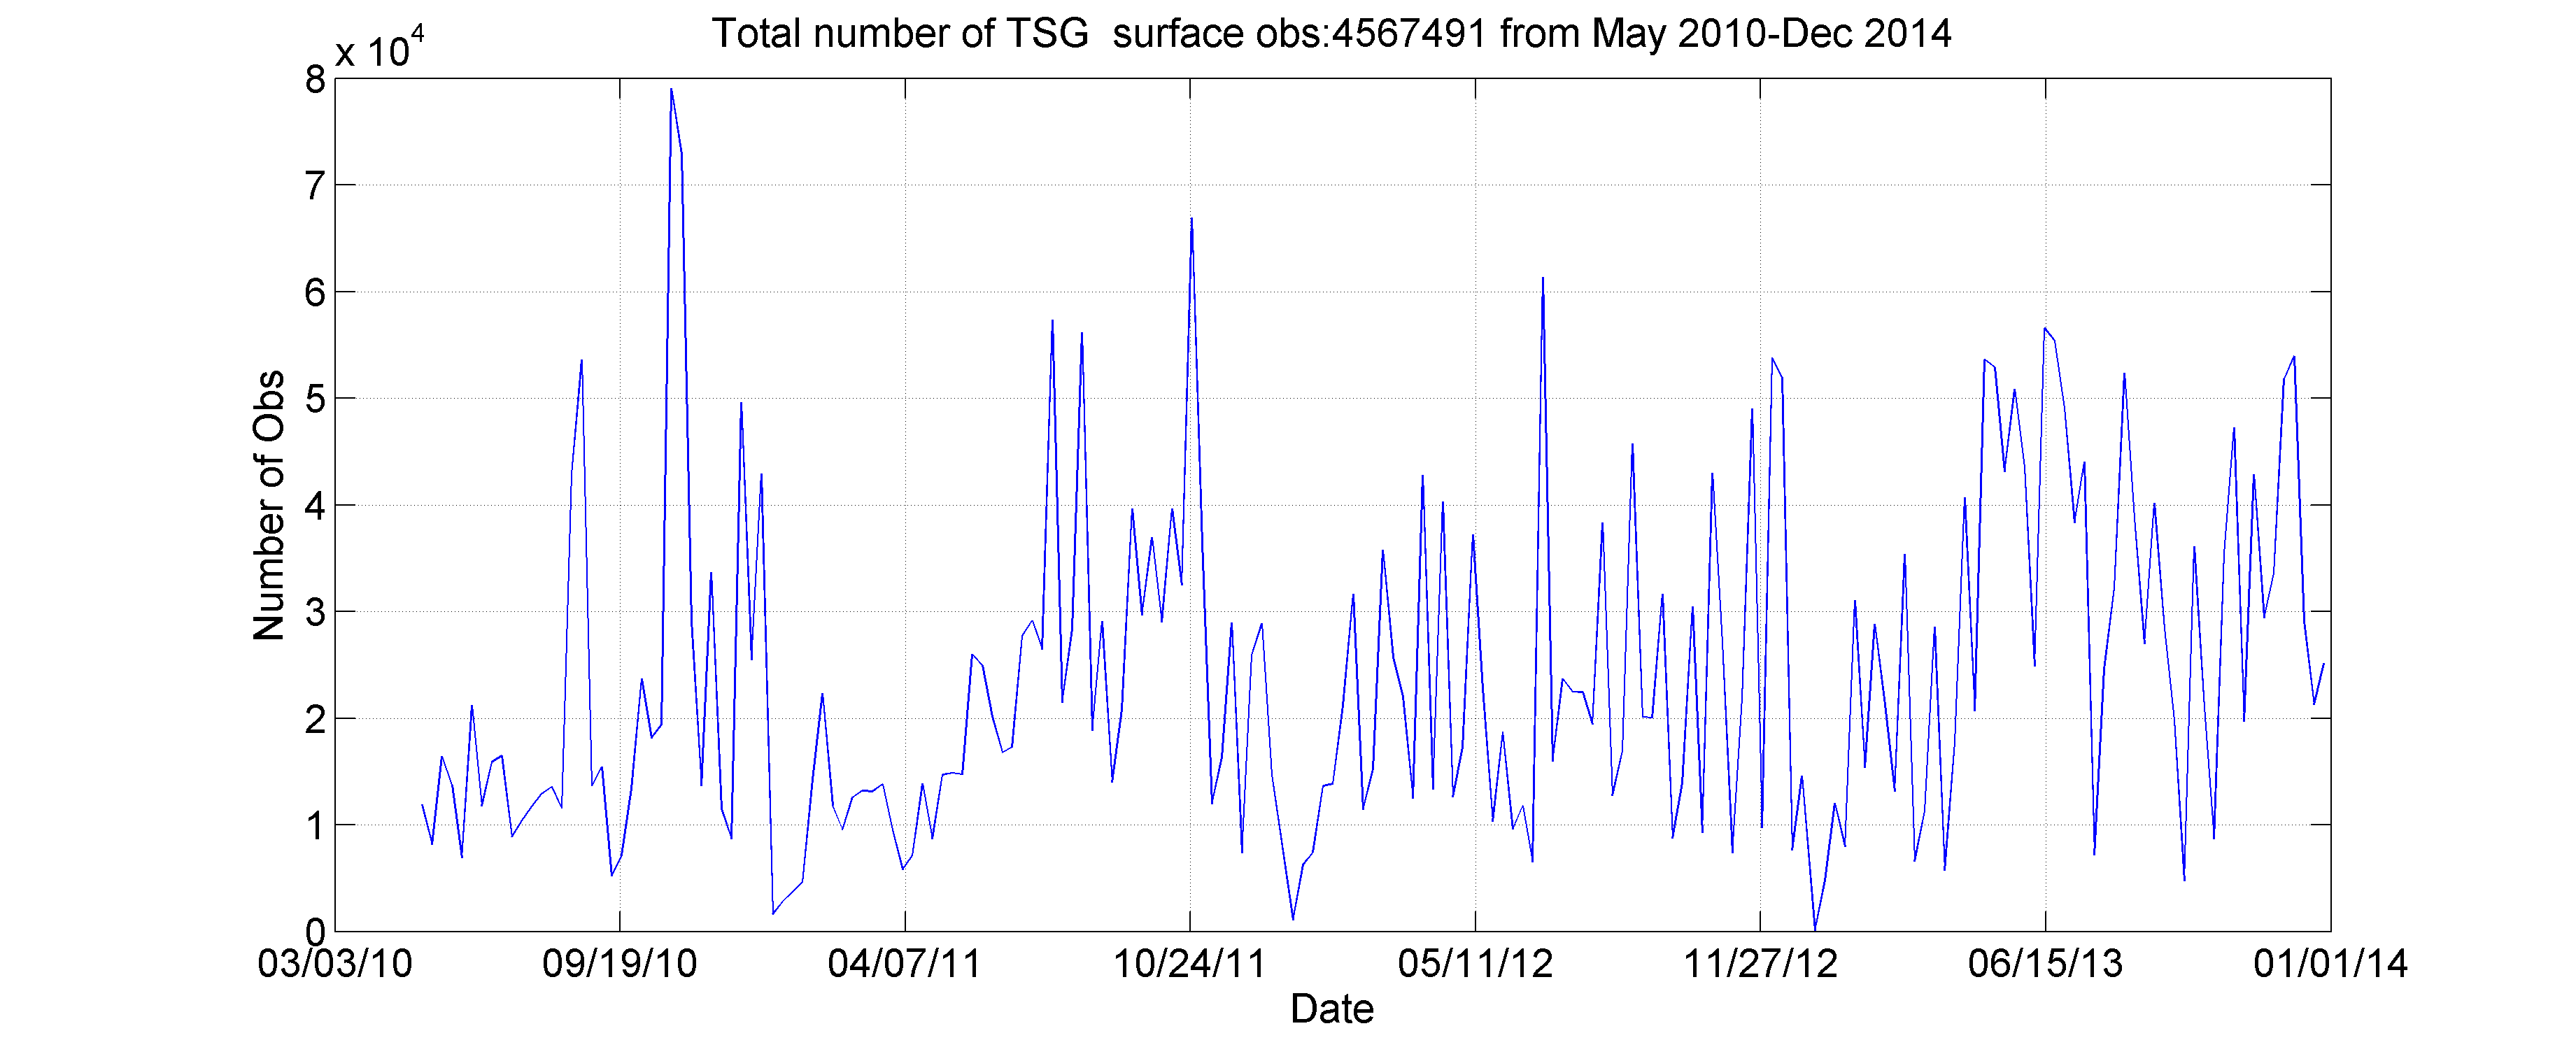 Total number of TSG  surface obs:4567491 from May 2010-Dec 2014
x 10^4
8
7
6
5
4
3
2
1
0
Number of Obs
03/03/10 09/19/10 04/07/11 10/24/11 05/11/12 11/27/12 06/15/13 01/01/14
Date